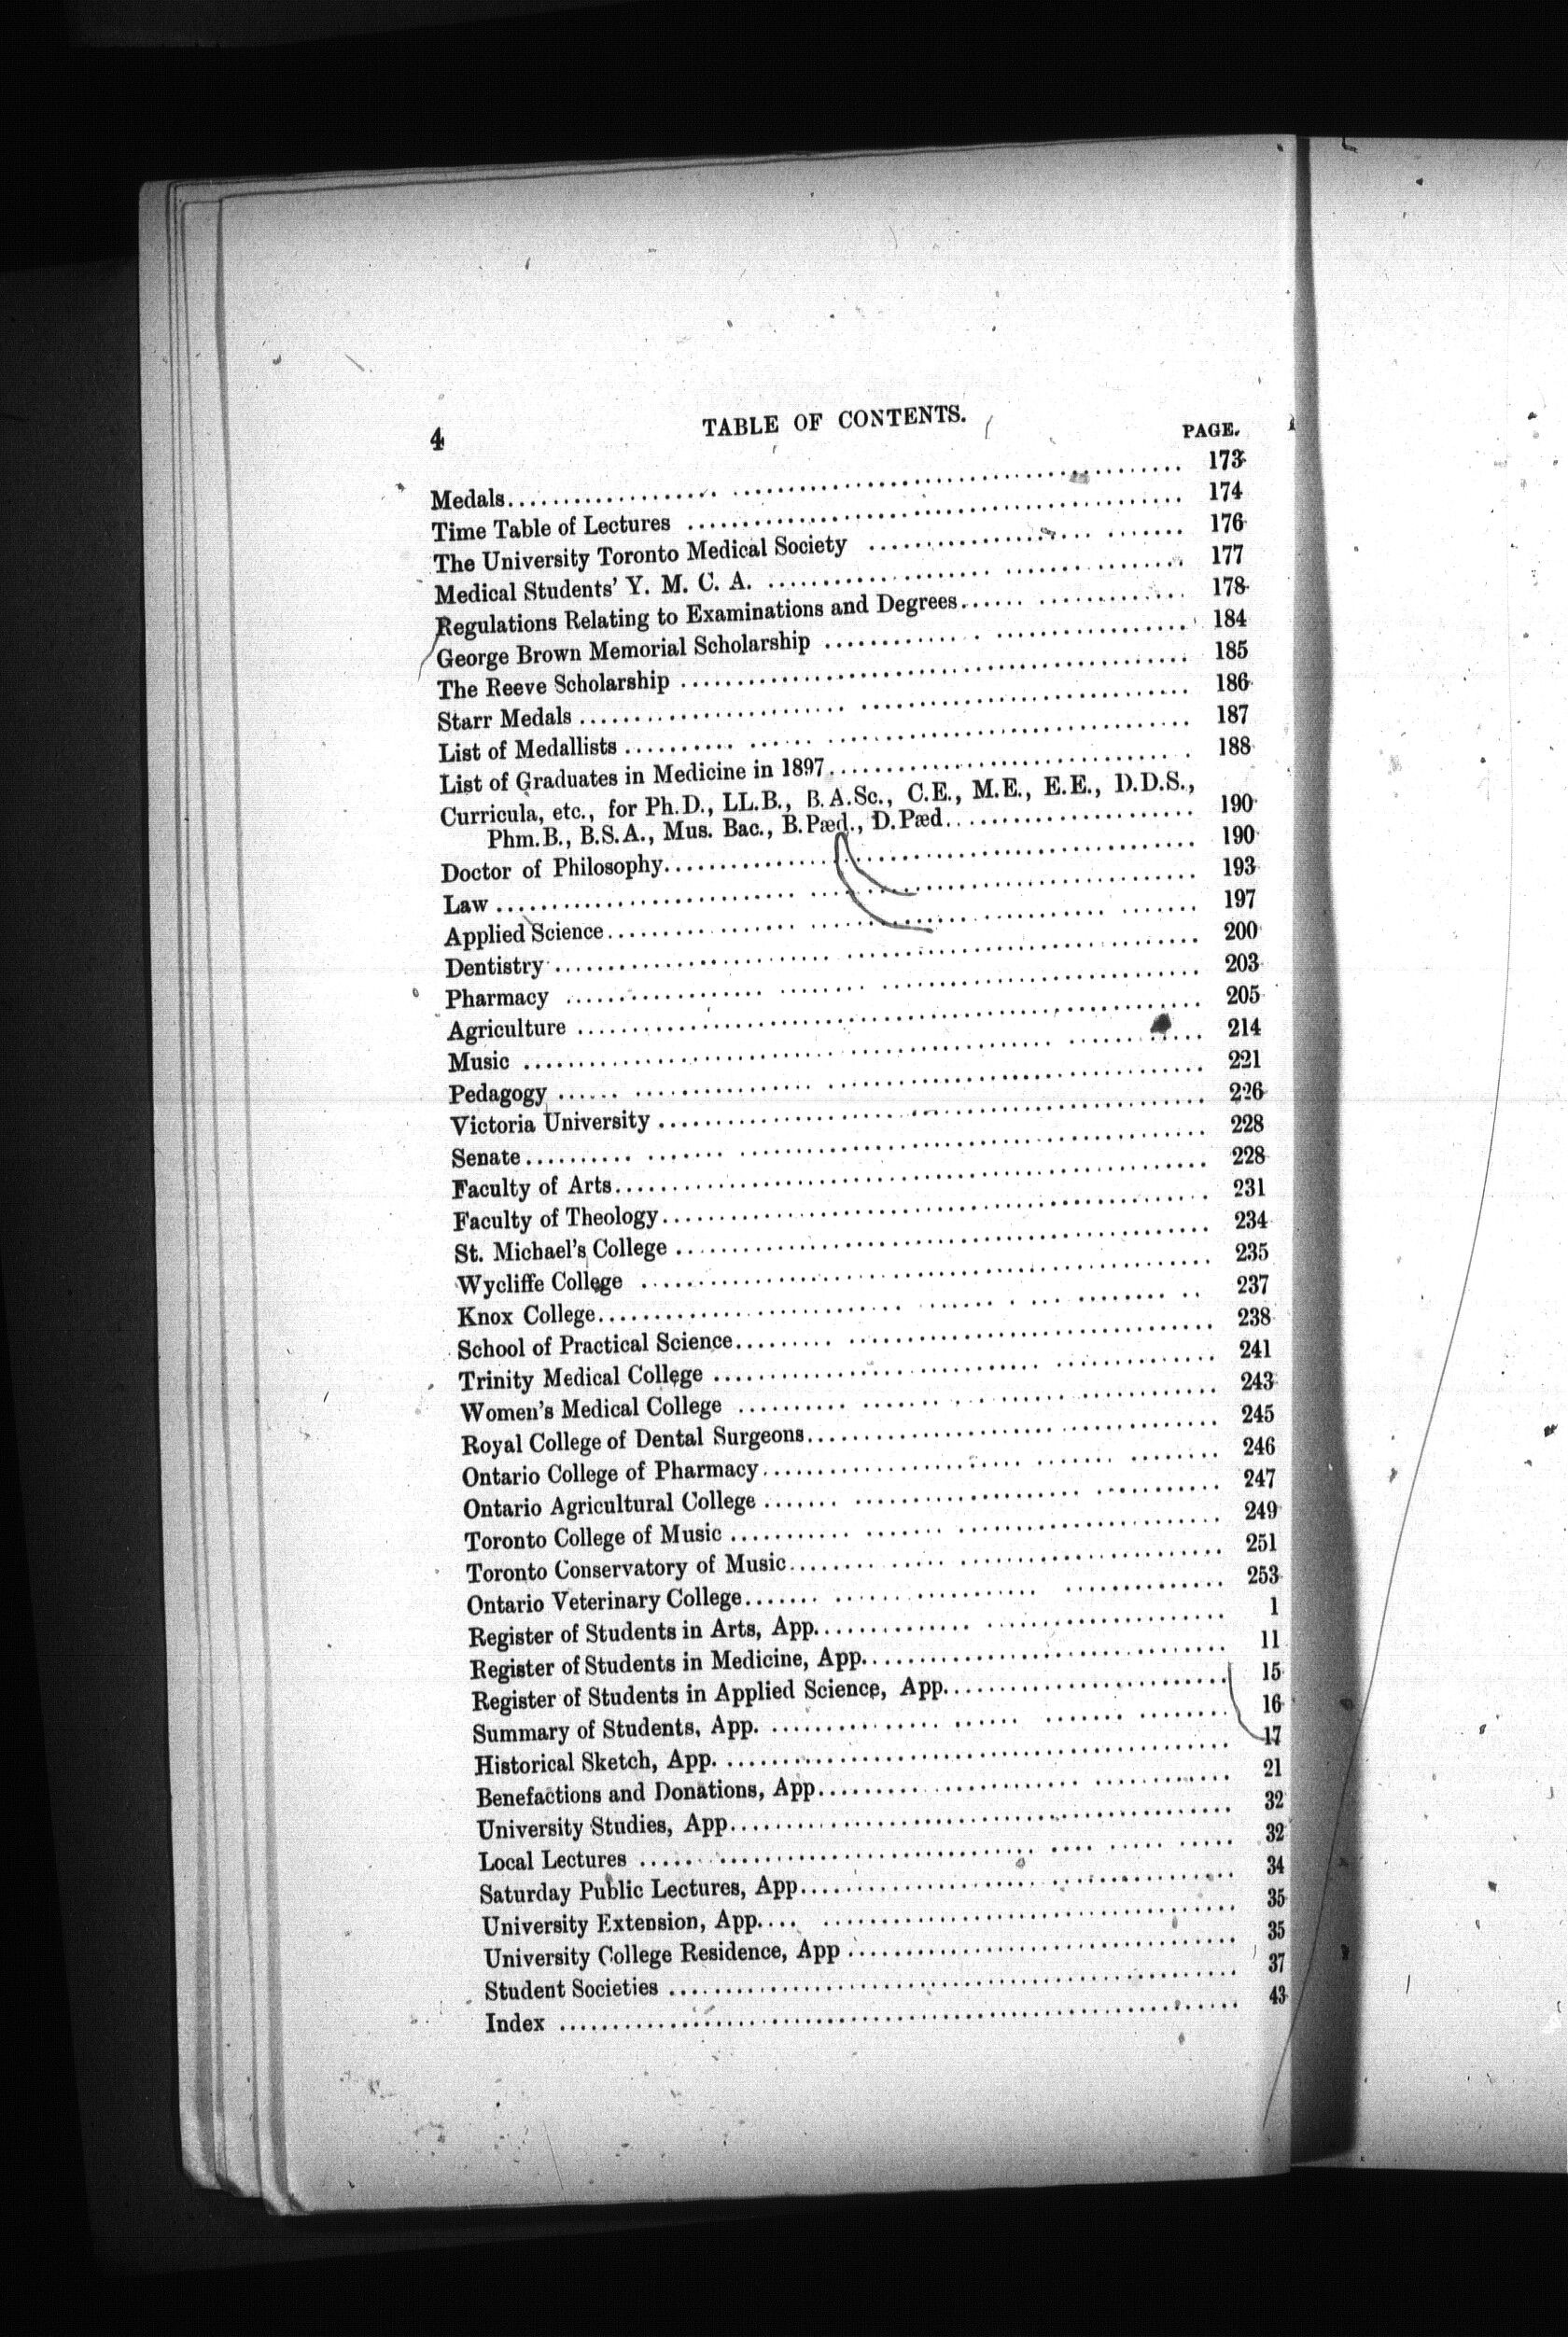 4 TABLE OF CONTENTS.
PAGE.
Medals........ 173
Time Table of Lectures ........ 174
The University Toronto Medical Society ........ 176
Medical Students' Y. M. C. A. ........ 177
Regulations Relating to Examinations and Degrees........ 178
George Brown Memorial Scholarship ........ 184
The Reeve Scholarship ........ 185
Starr Medals ........ 186
List of Medallists ........ 187
List of Graduates in Medicine in 1897........ 188
Curricula, etc., for Ph.D., LL.B., B.A.Sc., C.E., M.E., E.E., D.D.S.,
Phm.B., B.S.A., Mus. Bac., B.Pæd., D.Pæd........ 190
Doctor of Philosophy........ 190
Law ........ 193
Applied Science........ 197
Dentistry ........ 200
Pharmacy ........ 203
Agriculture ........ 205
Music ........ 214
Pedagogy ........ 221
Victoria University ........ 226
Senate........ 228
Faculty of Arts........ 228
Faculty of Theology........ 231
St. Michael's College ........ 234
Wycliffe College ........ 235
Knox College........ 237
School of Practical Science........ 238
Trinity Medical College ........ 241
Women's Medical College ........ 243
Royal College of Dental Surgeons........ 245
Ontario College of Pharmacy........ 246
Ontario Agricultural College ........ 247
Toronto College of Music ........ 249
Toronto Conservatory of Music........ 251
Ontario Veterinary College........ 253
Register of Students in Arts, App........ 1
Register of Students in Medicine, App........ 11
Register of Students in Applied Science, App........ 15
Summary of Students, App. ........ 16
Historical Sketch, App. ........ 17
Benefactions and Donations, App........ 21
University Studies, App........ 32
Local Lectures ........ 32
Saturday Public Lectures, App........ 34
University Extension, App........ 35
University College Residence, App ........ 35
Student Societies ........ 37
Index ........ 43